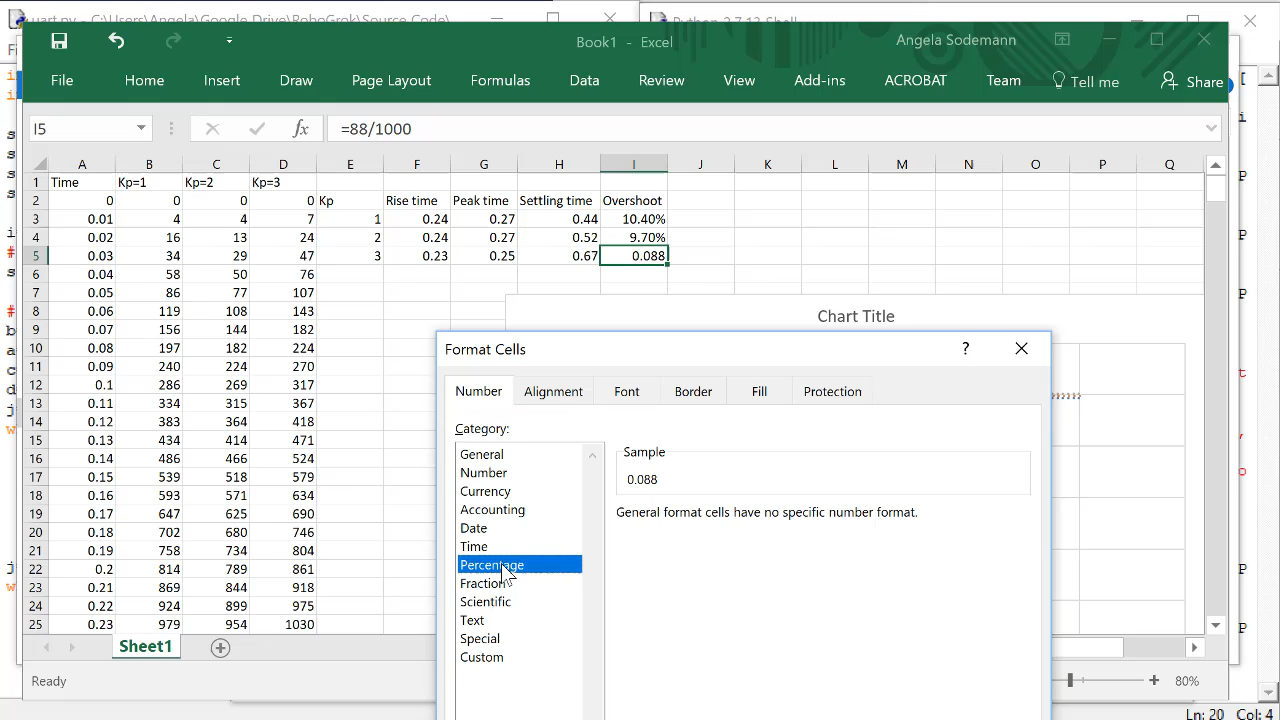 uart.py - C:\Users\Angela\Google Drive\RoboGrok\Source Code\
Python 2.7.13 Shell
Book1 - Excel
Angela Sodemann
File Home Insert Draw Page Layout Formulas Data Review View Add-ins ACROBAT Team Tell me Share
I5 fx =88/1000
A B C D E F G H I J K L M N O P Q
1 Time Kp=1 Kp=2 Kp=3
2 0 0 0 0 Kp Rise time Peak time Settling time Overshoot
3 0.01 4 4 7 1 0.24 0.27 0.44 10.40%
4 0.02 16 13 24 2 0.24 0.27 0.52 9.70%
5 0.03 34 29 47 3 0.23 0.25 0.67 0.088
6 0.04 58 50 76
7 0.05 86 77 107
8 0.06 119 108 143
9 0.07 156 144 182
10 0.08 197 182 224
11 0.09 240 224 270
12 0.1 286 269 317
13 0.11 334 315 367
14 0.12 383 364 418
15 0.13 434 414 471
16 0.14 486 466 524
17 0.15 539 518 579
18 0.16 593 571 634
19 0.17 647 625 690
20 0.18 702 680 746
21 0.19 758 734 804
22 0.2 814 789 861
23 0.21 869 844 918
24 0.22 924 899 975
25 0.23 979 954 1030
Chart Title
Format Cells ?
Number Alignment Font Border Fill Protection
Category:
General
Number
Currency
Accounting
Date
Time
Percentage
Fraction
Scientific
Text
Special
Custom
Sample
0.088
General format cells have no specific number format.
Sheet1
Ready
80%
Ln: 20 Col: 4